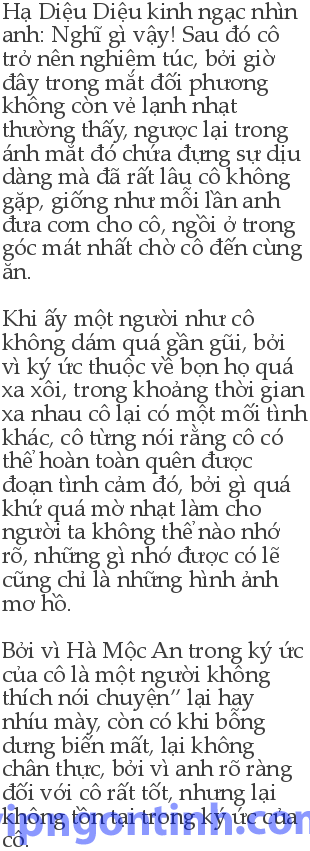 Hạ Diệu Diệu kinh ngạc nhìn
anh: Nghĩ gì vậy! Sau đó cô
trở nên nghiêm túc, bởi giờ
đây trong mắt đối phương
không còn vẻ lạnh nhạt
thường thấy, ngược lại trong
ánh mắt đó chứa đựng sự dịu
dàng mà đã rất lâu cô không
gặp, giống như mỗi lần anh
đưa cơm cho cô, ngồi ở trong
góc mát nhất chờ cô đến cùng
ăn.

Khi ấy một người như cô
không dám quá gần gũi, bởi
vì ký ức thuộc về bọn họ quá
xa xôi, trong khoảng thời gian
xa nhau cô lại có một mối tình
khác, cô từng nói rằng cô có
thể hoàn toàn quên được
đoạn tình cảm đó, bởi gì quá
khứ quá mờ nhạt làm cho
người ta không thể nào nhớ
rõ, những gì nhớ được có lẽ
cũng chỉ là những hình ảnh
mơ hồ.

Bởi vì Hà Mộc An trong ký ức
của cô là một người không
thích nói chuyện” lại hay
nhíu mày, còn có khi bỗng
dưng biến mất, lại không
chân thực, bởi vì anh rõ ràng
đối với cô rất tốt, nhưng lại
không tồn tại trong ký ức của
cô.
vipngontinh.com